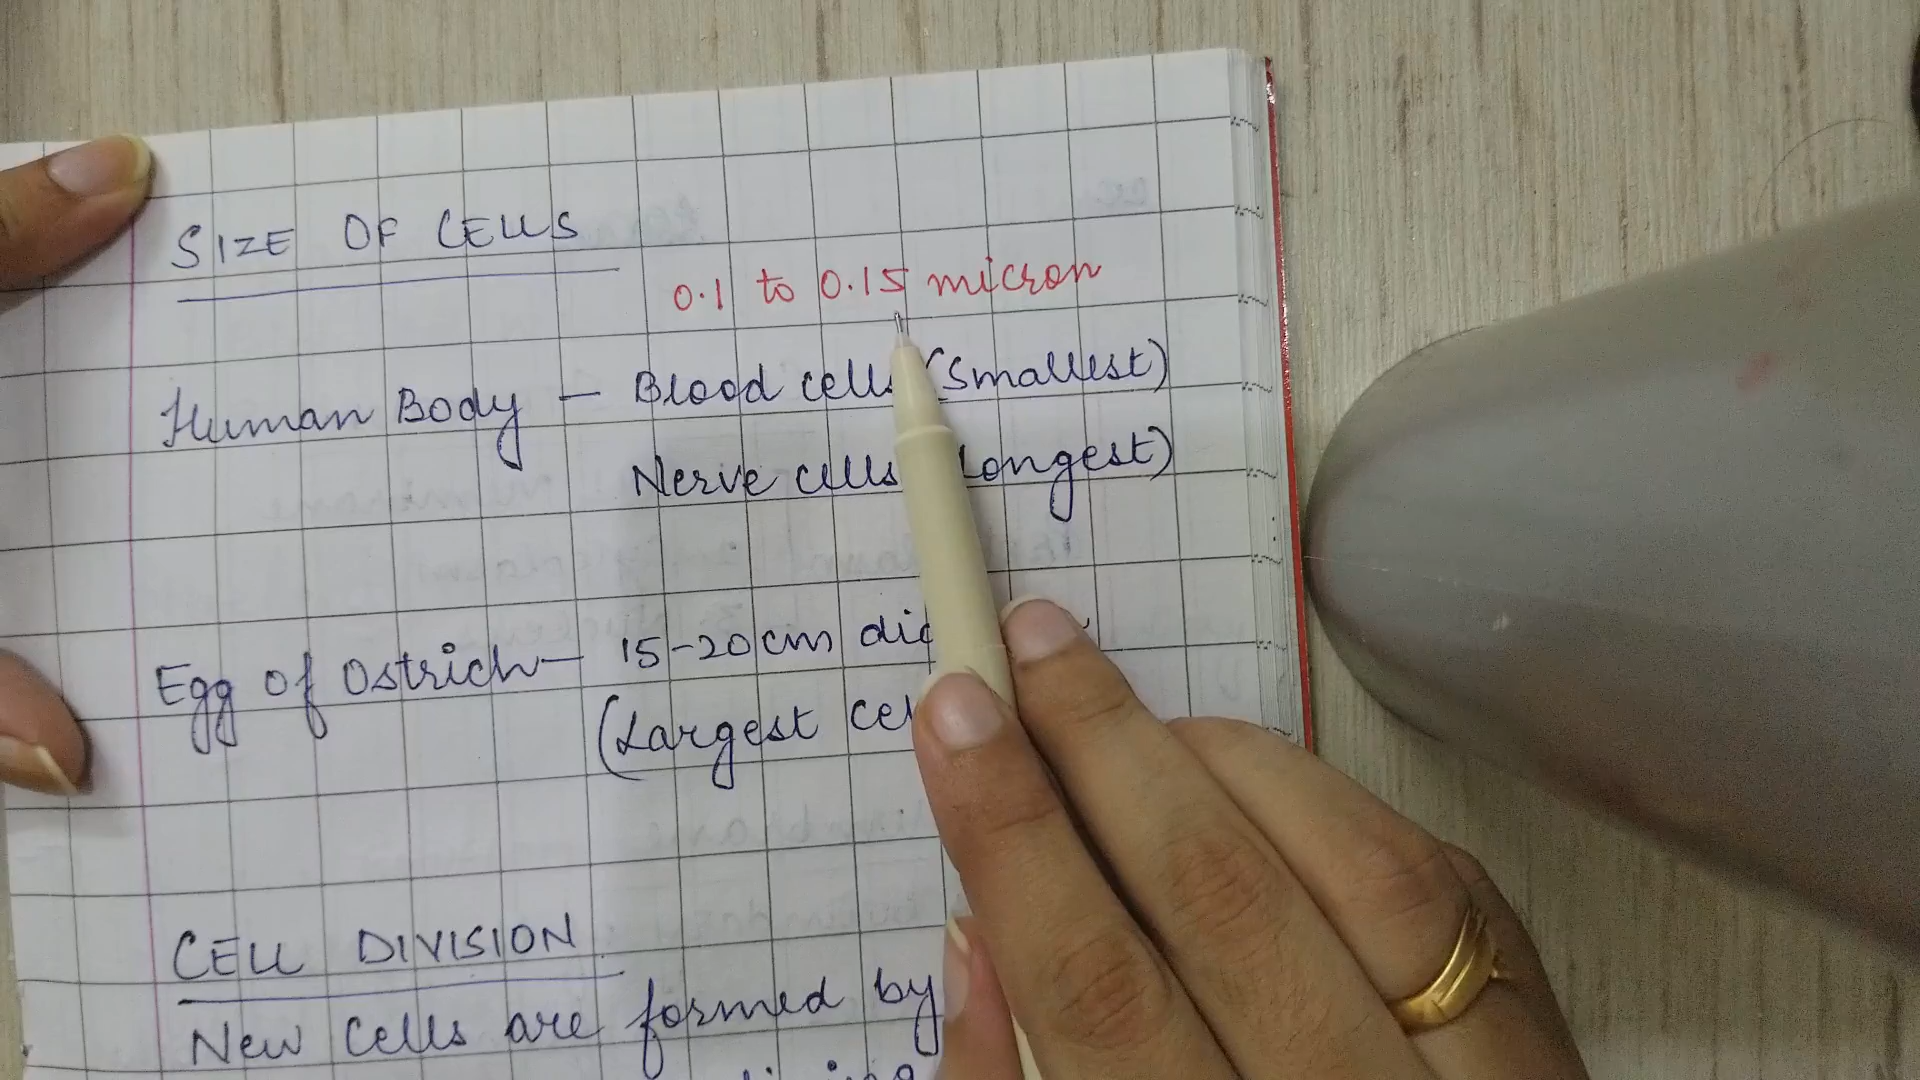 SIZE OF CELLS
0.1 to 0.15 micron
Human Body - Blood cells (Smallest)
Nerve cells Longest)
Egg of Ostrich - 15-20 cm
(Largest
CELL DIVISION
New cells are formed by